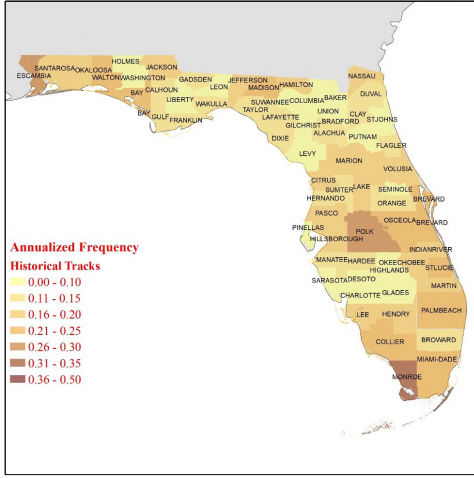 HOLMES
SANTAROSA OKALOOSA JACKSON
ESCAMBIA WALTON WASHINGTON
GADSDEN JEFFERSON NASSAU
BAY CALHOUN LEON MADISON HAMILTON DUVAL
LIBERTY WAKULLA SUWANNEE COLUMBIA BAKER
BAY GULF FRANKLIN TAYLOR UNION CLAY STJOHNS
LAFAYETTE BRADFORD
GILCHRIST
DIXIE ALACHUA PUTNAM
FLAGLER
LEVY
MARION
VOLUSIA
CITRUS
SUMTER LAKE SEMINOLE
HERNANDO ORANGE BREVARD
PASCO
OSCEOLA BREVARD
PINELLAS POLK
HILLSBOROUGH
INDIANRIVER
MANATEE HARDEE OKEECHOBEE
HIGHLANDS STLUCIE
SARASOTA DESOTO
MARTIN
CHARLOTTE GLADES
LEE HENDRY PALMBEACH
COLLIER BROWARD
MIAMI-DADE
MONROE
Annualized Frequency
Historical Tracks
0.00 - 0.10
0.11 - 0.15
0.16 - 0.20
0.21 - 0.25
0.26 - 0.30
0.31 - 0.35
0.36 - 0.50